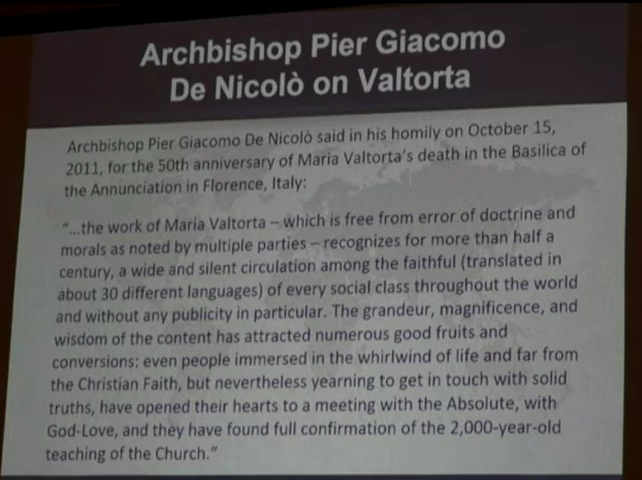 Archbishop Pier Giacomo
De Nicolò on Valtorta
Archbishop Pier Giacomo De Nicolò said in his homily on October 15,
2011, for the 50th anniversary of Maria Valtorta's death in the Basilica of
the Annunciation in Florence, Italy:
"...the work of Maria Valtorta – which is free from error of doctrine and
morals as noted by multiple parties – recognizes for more than half a
century, a wide and silent circulation among the faithful (translated in
about 30 different languages) of every social class throughout the world
and without any publicity in particular. The grandeur, magnificence, and
wisdom of the content has attracted numerous good fruits and
conversions: even people immersed in the whirlwind of life and far from
the Christian Faith, but nevertheless yearning to get in touch with solid
truths, have opened their hearts to a meeting with the Absolute, with
God-Love, and they have found full confirmation of the 2,000-year-old
teaching of the Church."